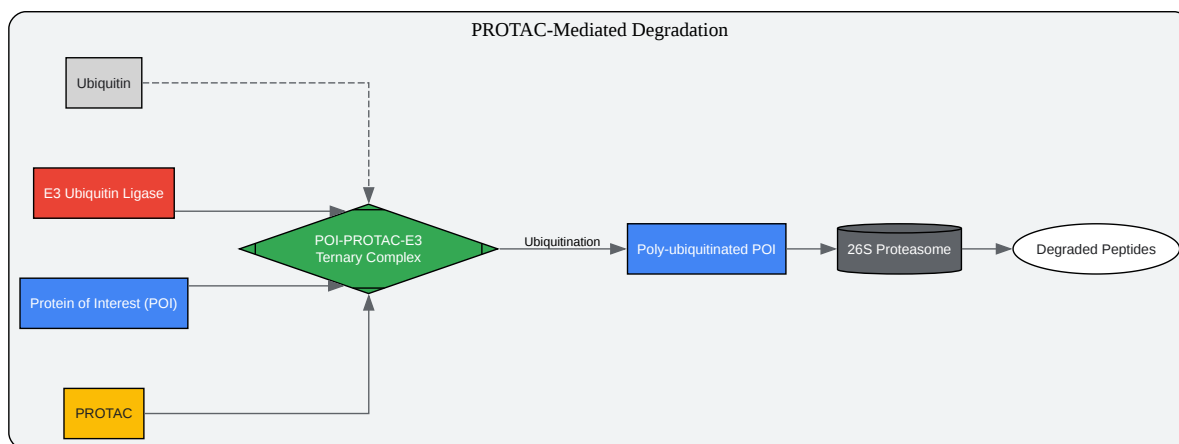 PROTAC-Mediated Degradation
Ubiquitin
E3 Ubiquitin Ligase
POI-PROTAC-E3
Ternary Complex
Ubiquitination
Poly-ubiquitinated POI
26S Proteasome
Degraded Peptides
Protein of Interest (POI)
PROTAC